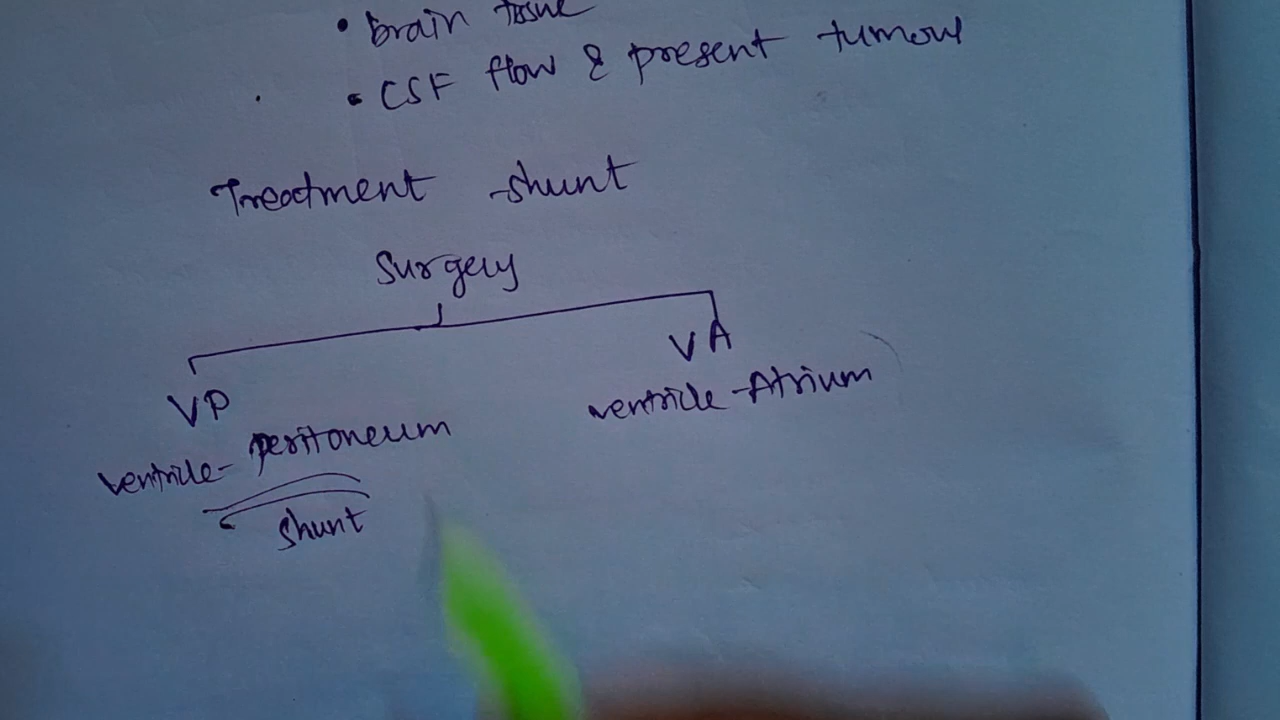 • brain tissue
• CSF flow & present tumour
Treatment - shunt
Surgery
VP
VA
ventricle - peritoneum
ventricle - Atrium
shunt